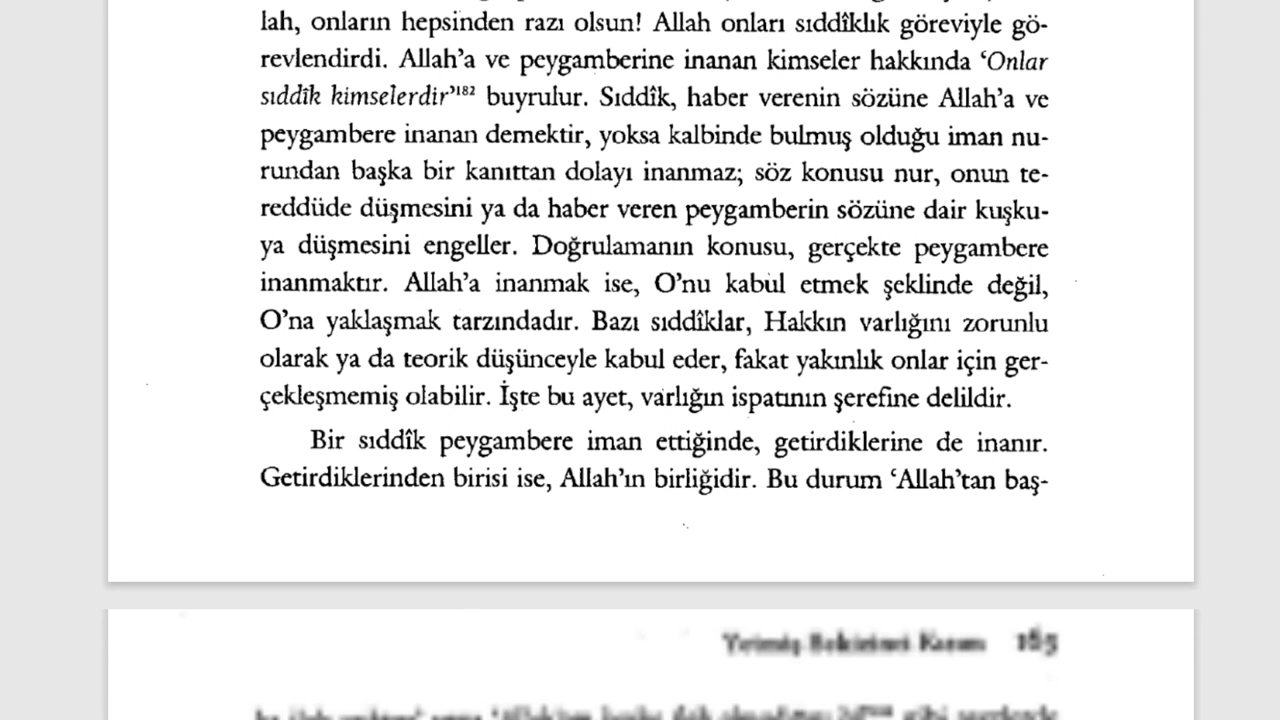 lah, onların hepsinden razı olsun! Allah onları sıddîklık göreviyle gö-
revlendirdi. Allah’a ve peygamberine inanan kimseler hakkında ‘Onlar
sıddîk kimselerdir’¹⁸² buyrulur. Sıddîk, haber verenin sözüne Allah’a ve
peygambere inanan demektir, yoksa kalbinde bulmuş olduğu iman nu-
rundan başka bir kanıttan dolayı inanmaz; söz konusu nur, onun te-
reddüde düşmesini ya da haber veren peygamberin sözüne dair kuşku-
ya düşmesini engeller. Doğrulamanın konusu, gerçekte peygambere
inanmaktır. Allah’a inanmak ise, O’nu kabul etmek şeklinde değil,
O’na yaklaşmak tarzındadır. Bazı sıddîklar, Hakkın varlığını zorunlu
olarak ya da teorik düşünceyle kabul eder, fakat yakınlık onlar için ger-
çekleşmemiş olabilir. İşte bu ayet, varlığın ispatının şerefine delildir.
Bir sıddîk peygambere iman ettiğinde, getirdiklerine de inanır.
Getirdiklerinden birisi ise, Allah’ın birliğidir. Bu durum ‘Allah’tan baş-
165